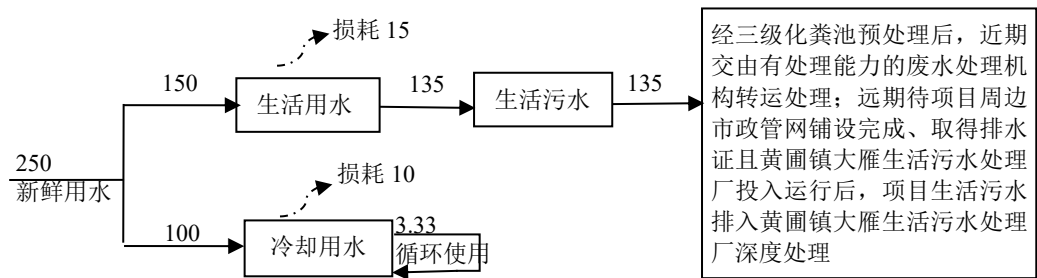 损耗 15
150
生活用水
135
生活污水
135
250
新鲜用水
损耗 10
100
冷却用水
3.33
循环使用
经三级化粪池预处理后，近期
交由有处理能力的废水处理机
构转运处理；远期待项目周边
市政管网铺设完成、取得排水
证且黄圃镇大雁生活污水处理
厂投入运行后，项目生活污水
排入黄圃镇大雁生活污水处理
厂深度处理